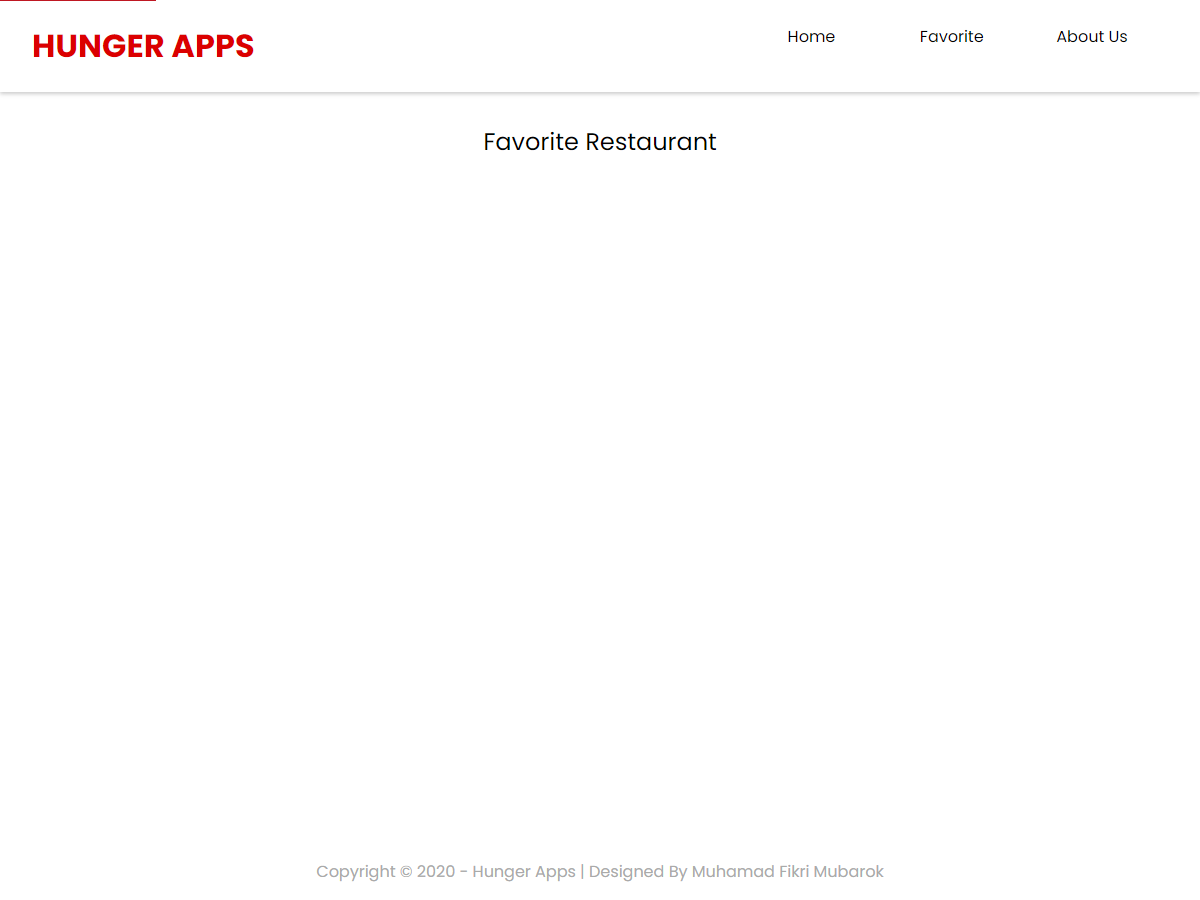 HUNGER APPS
Home
Favorite
About Us
Favorite Restaurant
Copyright © 2020 - Hunger Apps | Designed By Muhamad Fikri Mubarok